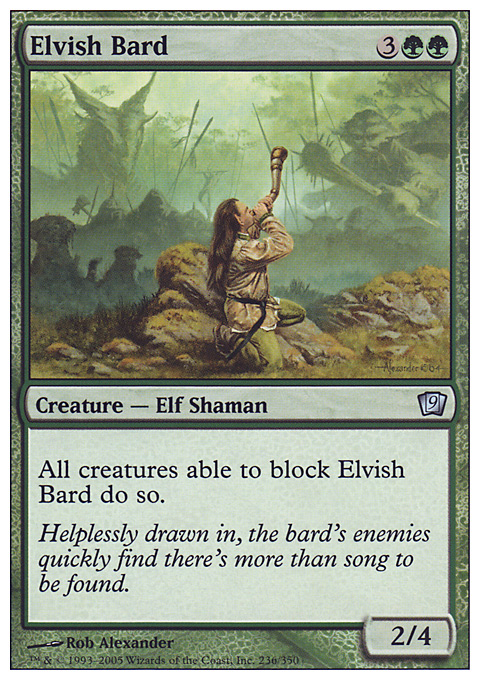 Elvish Bard 3
Alexander
Creature — Elf Shaman 9
All creatures able to block Elvish
Bard do so.
Helplessly drawn in, the bard's enemies
quickly find there's more than song to
be found.
Rob Alexander
2/4
™ & © 1993–2005 Wizards of the Coast, Inc. 236/350